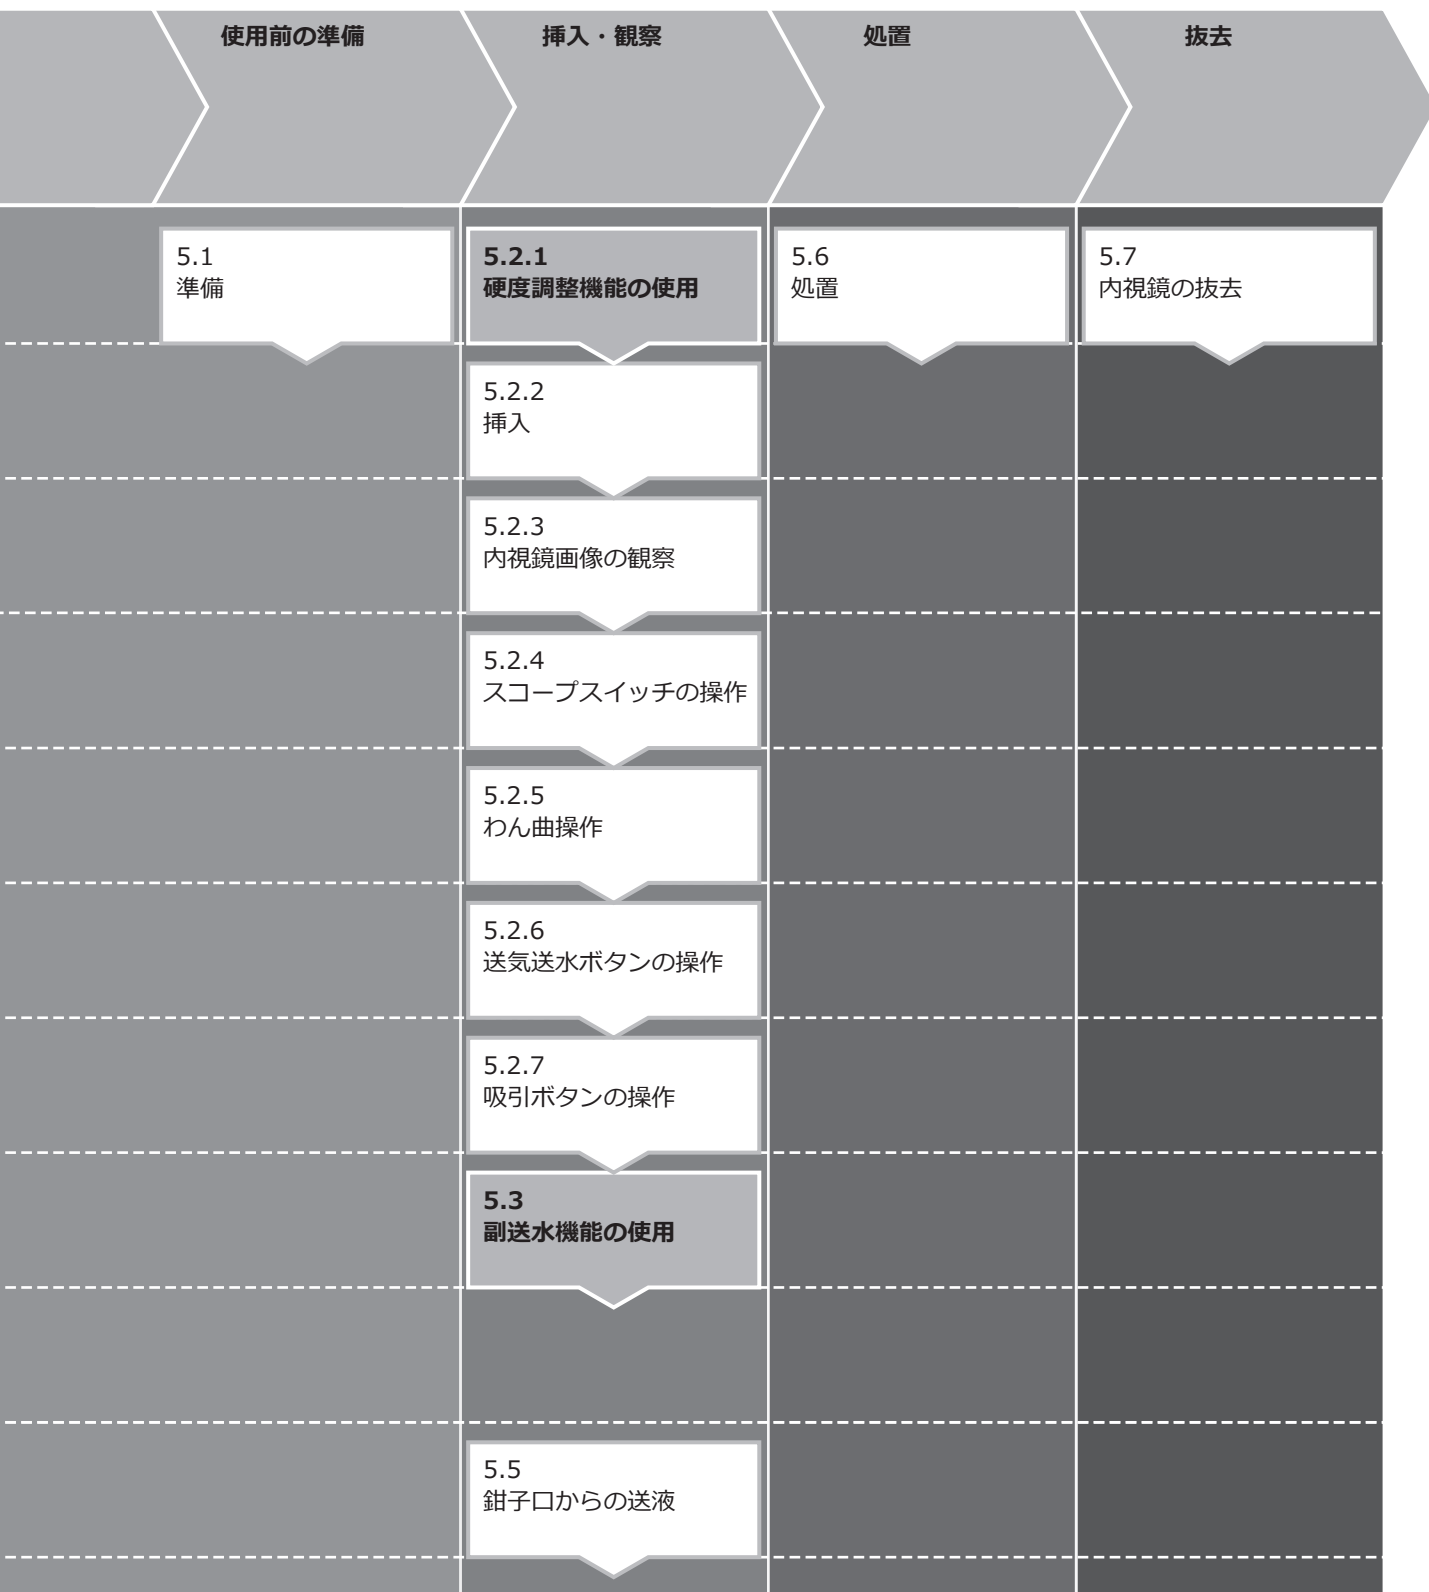 使用前の準備
挿入・観察
処置
抜去
5.1
準備
5.2.1
硬度調整機能の使用
5.6
処置
5.7
内視鏡の抜去
5.2.2
挿入
5.2.3
内視鏡画像の観察
5.2.4
スコープスイッチの操作
5.2.5
わん曲操作
5.2.6
送気送水ボタンの操作
5.2.7
吸引ボタンの操作
5.3
副送水機能の使用
5.5
鉗子口からの送液